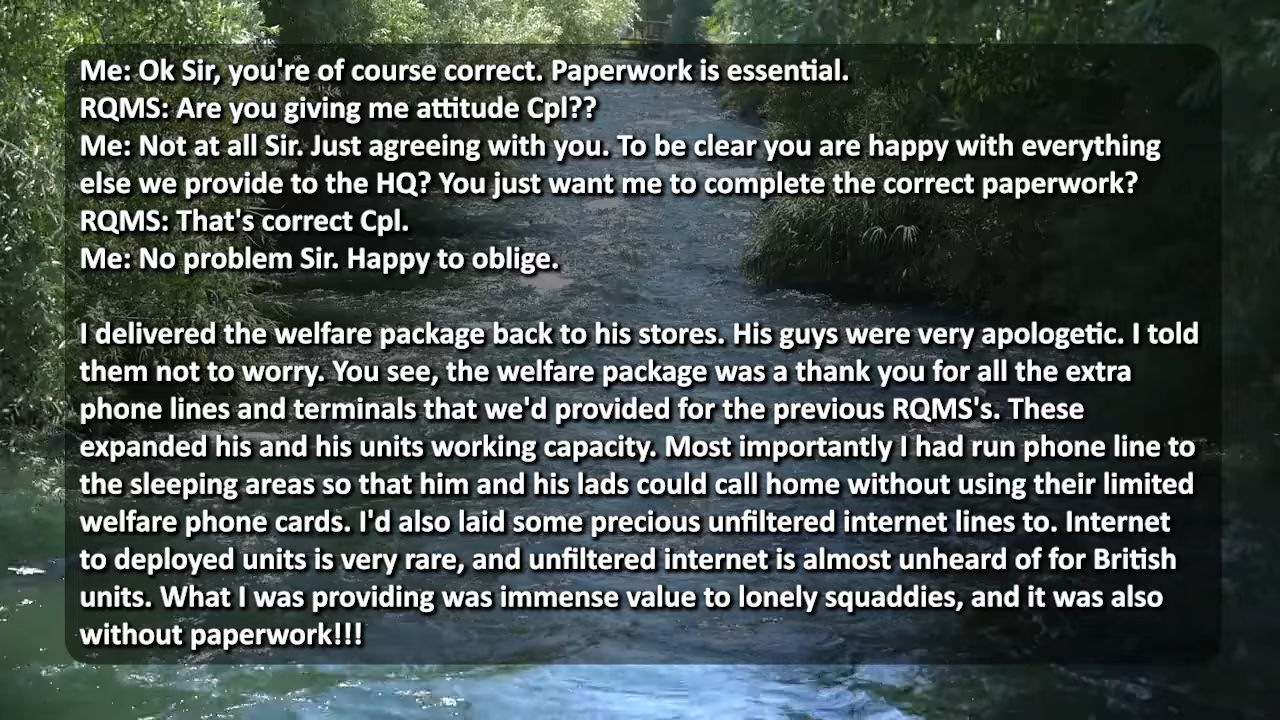 Me: Ok Sir, you're of course correct. Paperwork is essential.
RQMS: Are you giving me attitude Cpl??
Me: Not at all Sir. Just agreeing with you. To be clear you are happy with everything
else we provide to the HQ? You just want me to complete the correct paperwork?
RQMS: That's correct Cpl.
Me: No problem Sir. Happy to oblige.
I delivered the welfare package back to his stores. His guys were very apologetic. I told
them not to worry. You see, the welfare package was a thank you for all the extra
phone lines and terminals that we'd provided for the previous RQMS's. These
expanded his and his units working capacity. Most importantly I had run phone line to
the sleeping areas so that him and his lads could call home without using their limited
welfare phone cards. I'd also laid some precious unfiltered internet lines to. Internet
to deployed units is very rare, and unfiltered internet is almost unheard of for British
units. What I was providing was immense value to lonely squaddies, and it was also
without paperwork!!!